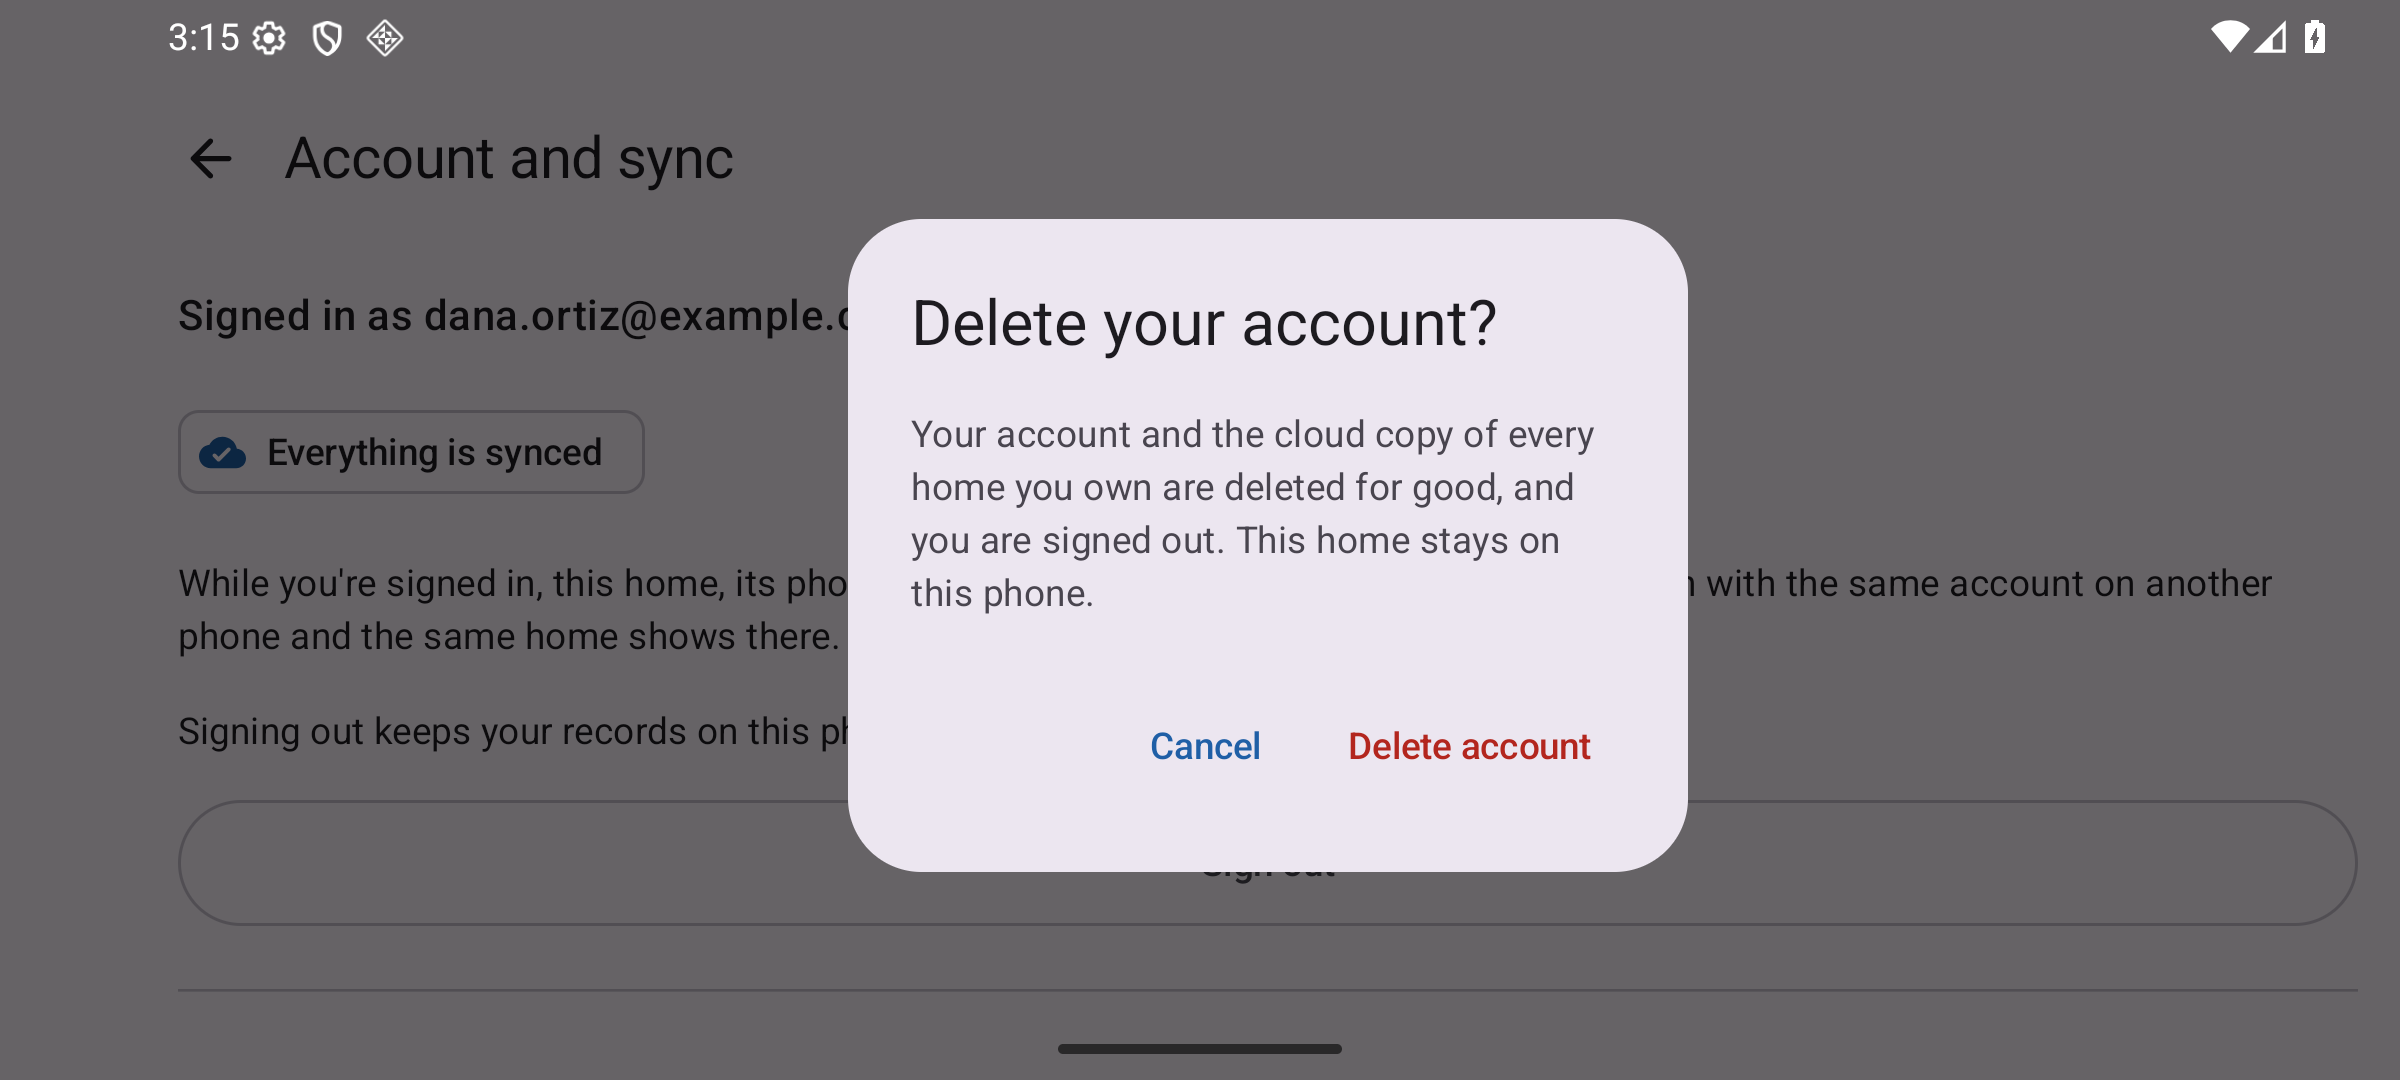 3:15
Account and sync
Signed in as dana.ortiz@example.
Everything is synced
While you're signed in, this home, its
with the same account on another
phone and the same home shows there.
Signing out keeps your records on this
Delete your account?
Your account and the cloud copy of every
home you own are deleted for good, and
you are signed out. This home stays on
this phone.
Cancel
Delete account